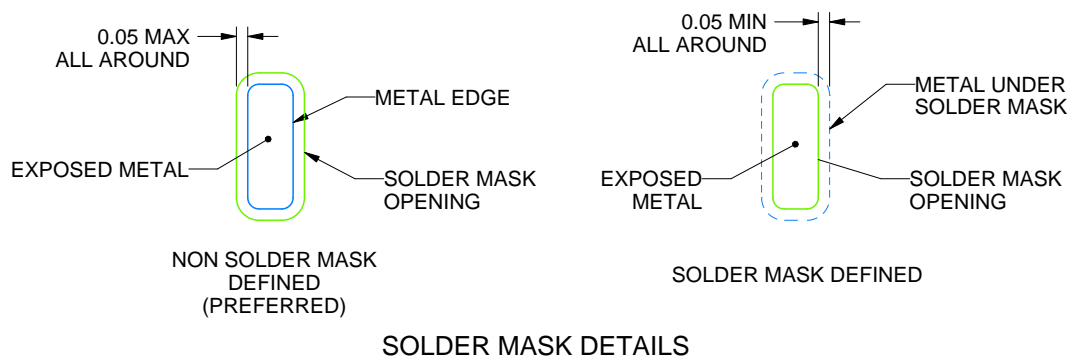 0.05 MAX
ALL AROUND
METAL EDGE
EXPOSED METAL
SOLDER MASK
OPENING
NON SOLDER MASK
DEFINED
(PREFERRED)
0.05 MIN
ALL AROUND
METAL UNDER
SOLDER MASK
EXPOSED
METAL
SOLDER MASK
OPENING
SOLDER MASK DEFINED
SOLDER MASK DETAILS